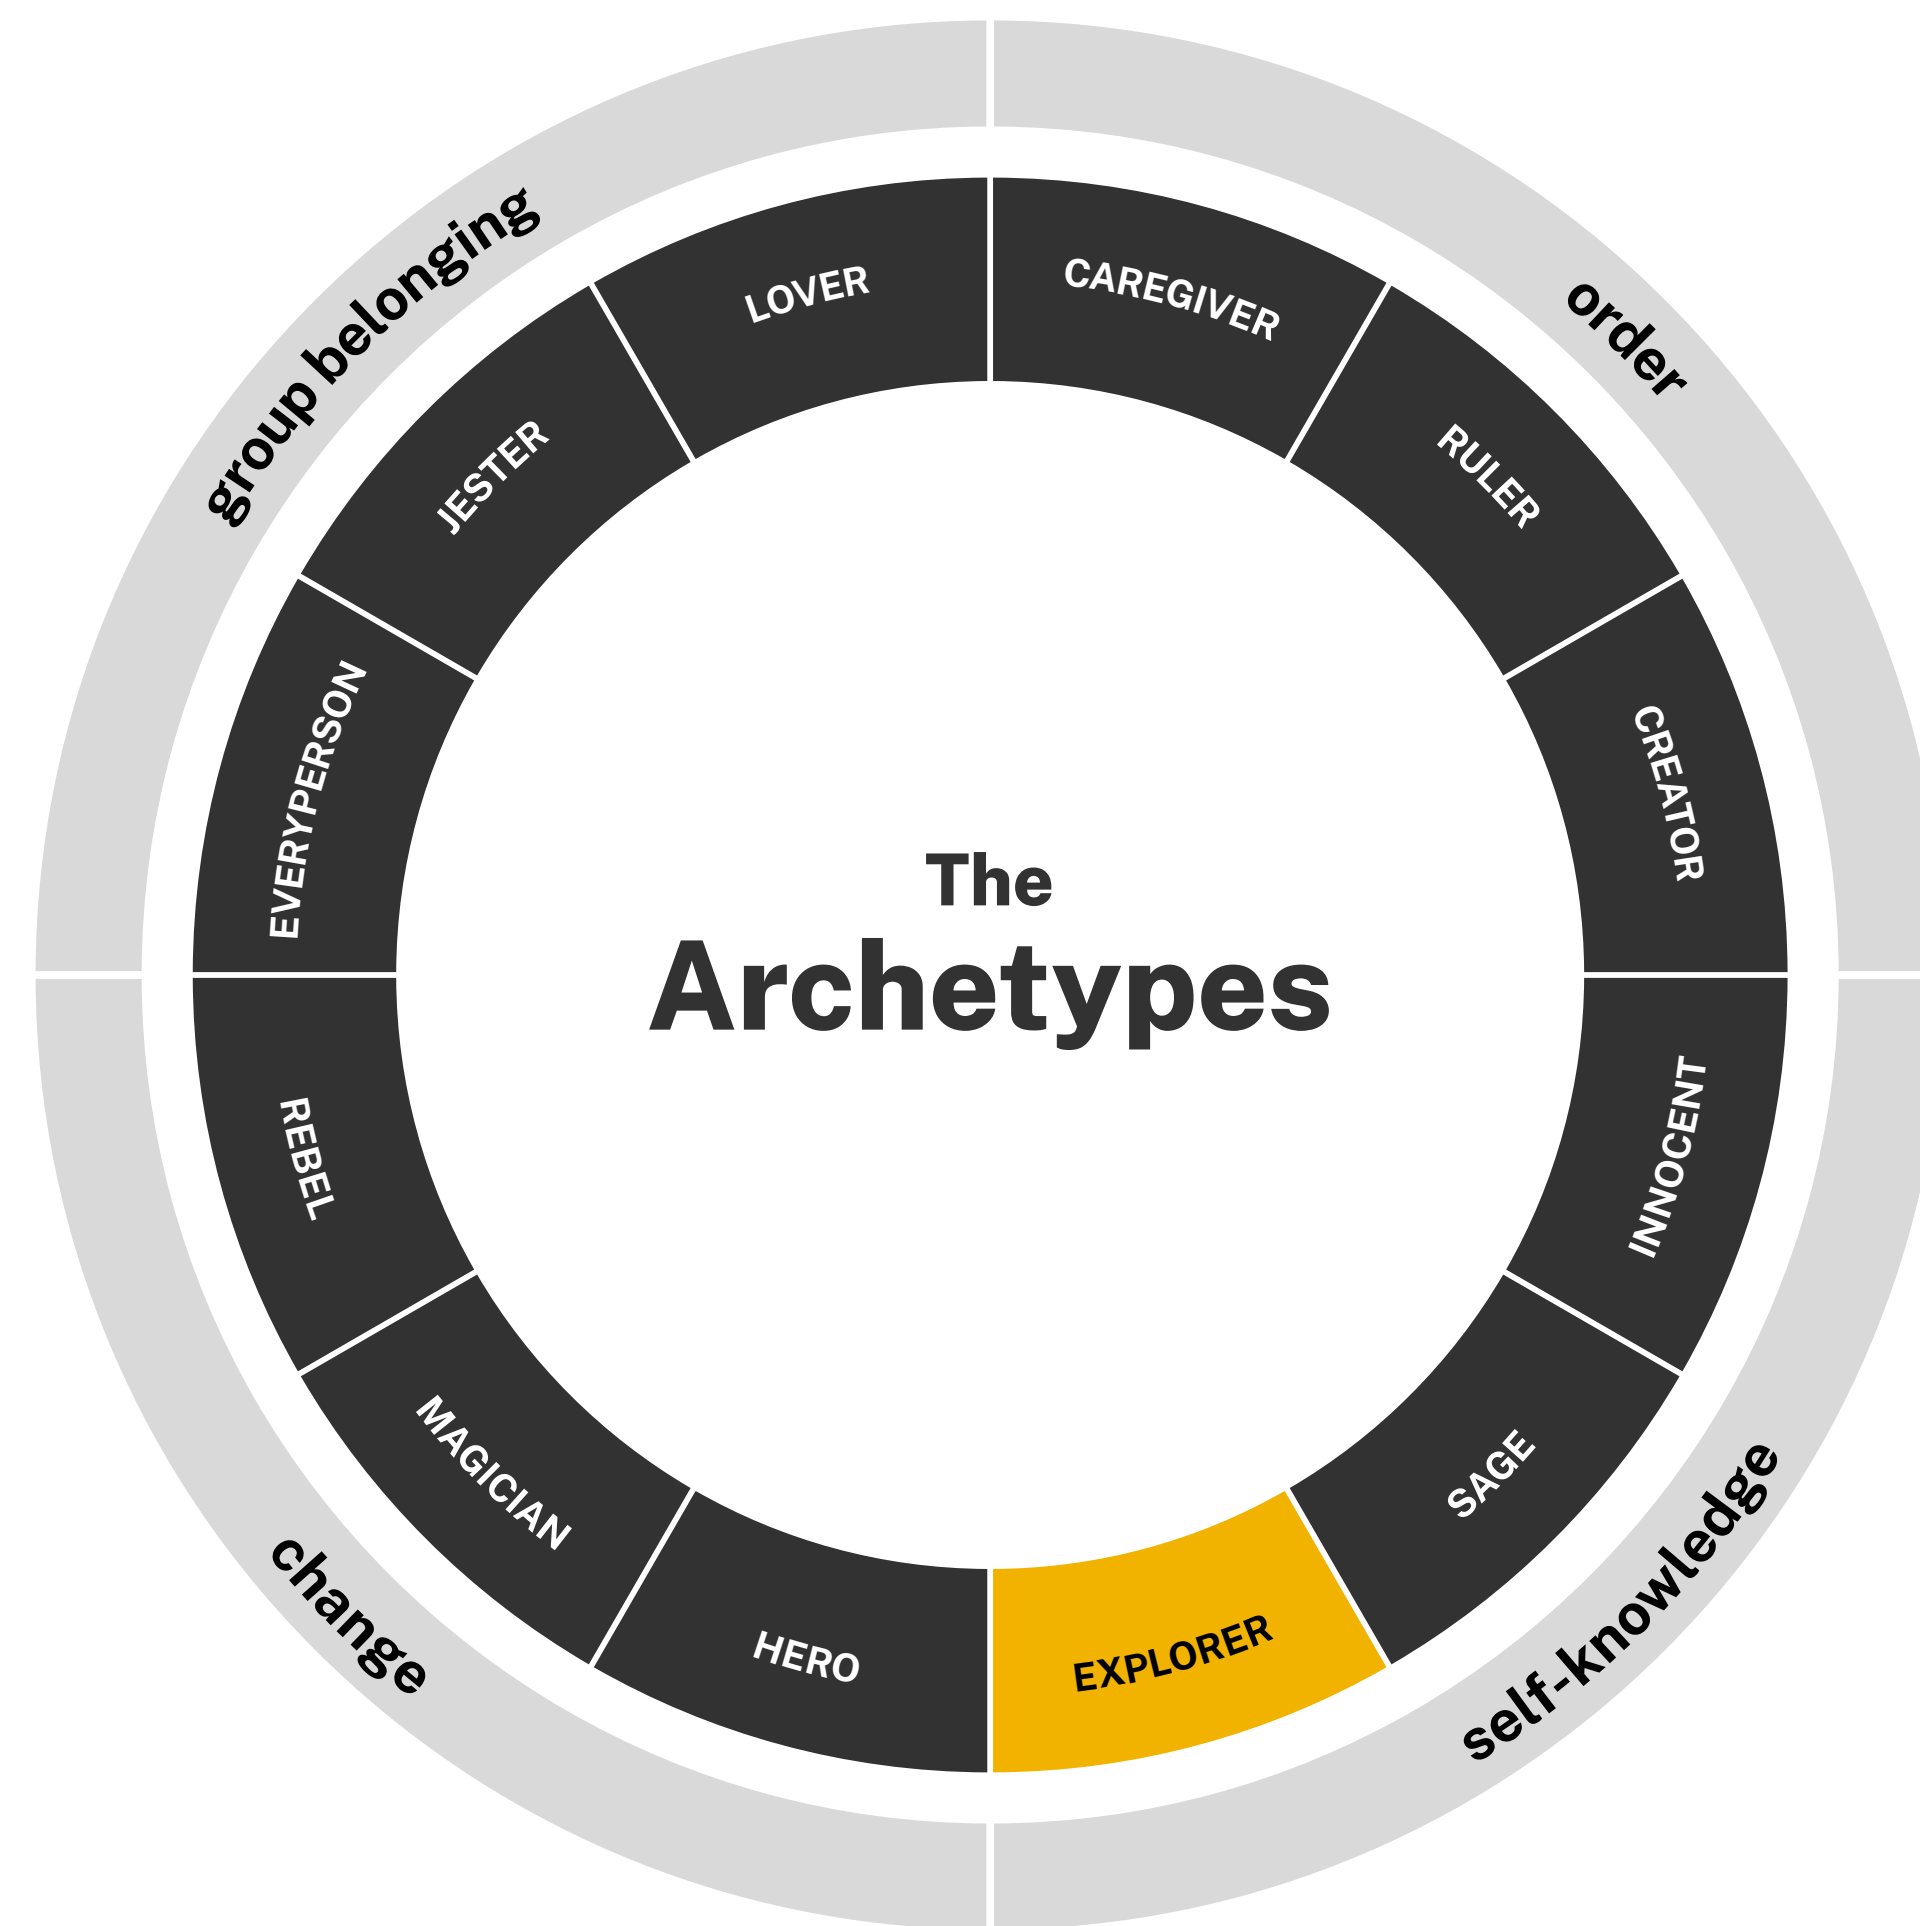 The
Archetypes
order
CAREGIVER
RULER
CREATOR
self-knowledge
INNOCENT
SAGE
EXPLORER
change
HERO
MAGICIAN
REBEL
group belonging
EVERYPERSON
JESTER
LOVER